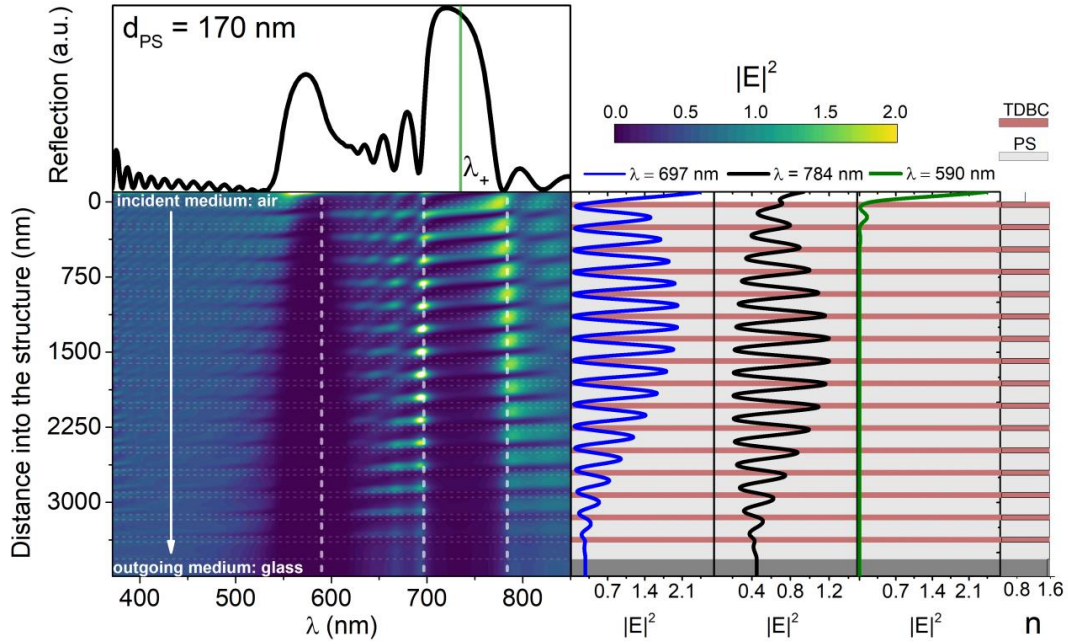 d_PS = 170 nm
Reflection (a.u.)
λ₊
|E|²
0.0 0.5 1.0 1.5 2.0
TDBC
PS
λ = 697 nm λ = 784 nm λ = 590 nm
incident medium: air
outgoing medium: glass
Distance into the structure (nm)
0
750
1500
2250
3000
400 500 600 700 800
λ (nm)
0.7 1.4 2.1
|E|²
0.4 0.8 1.2
|E|²
0.7 1.4 2.1
|E|²
0.8 1.6
n